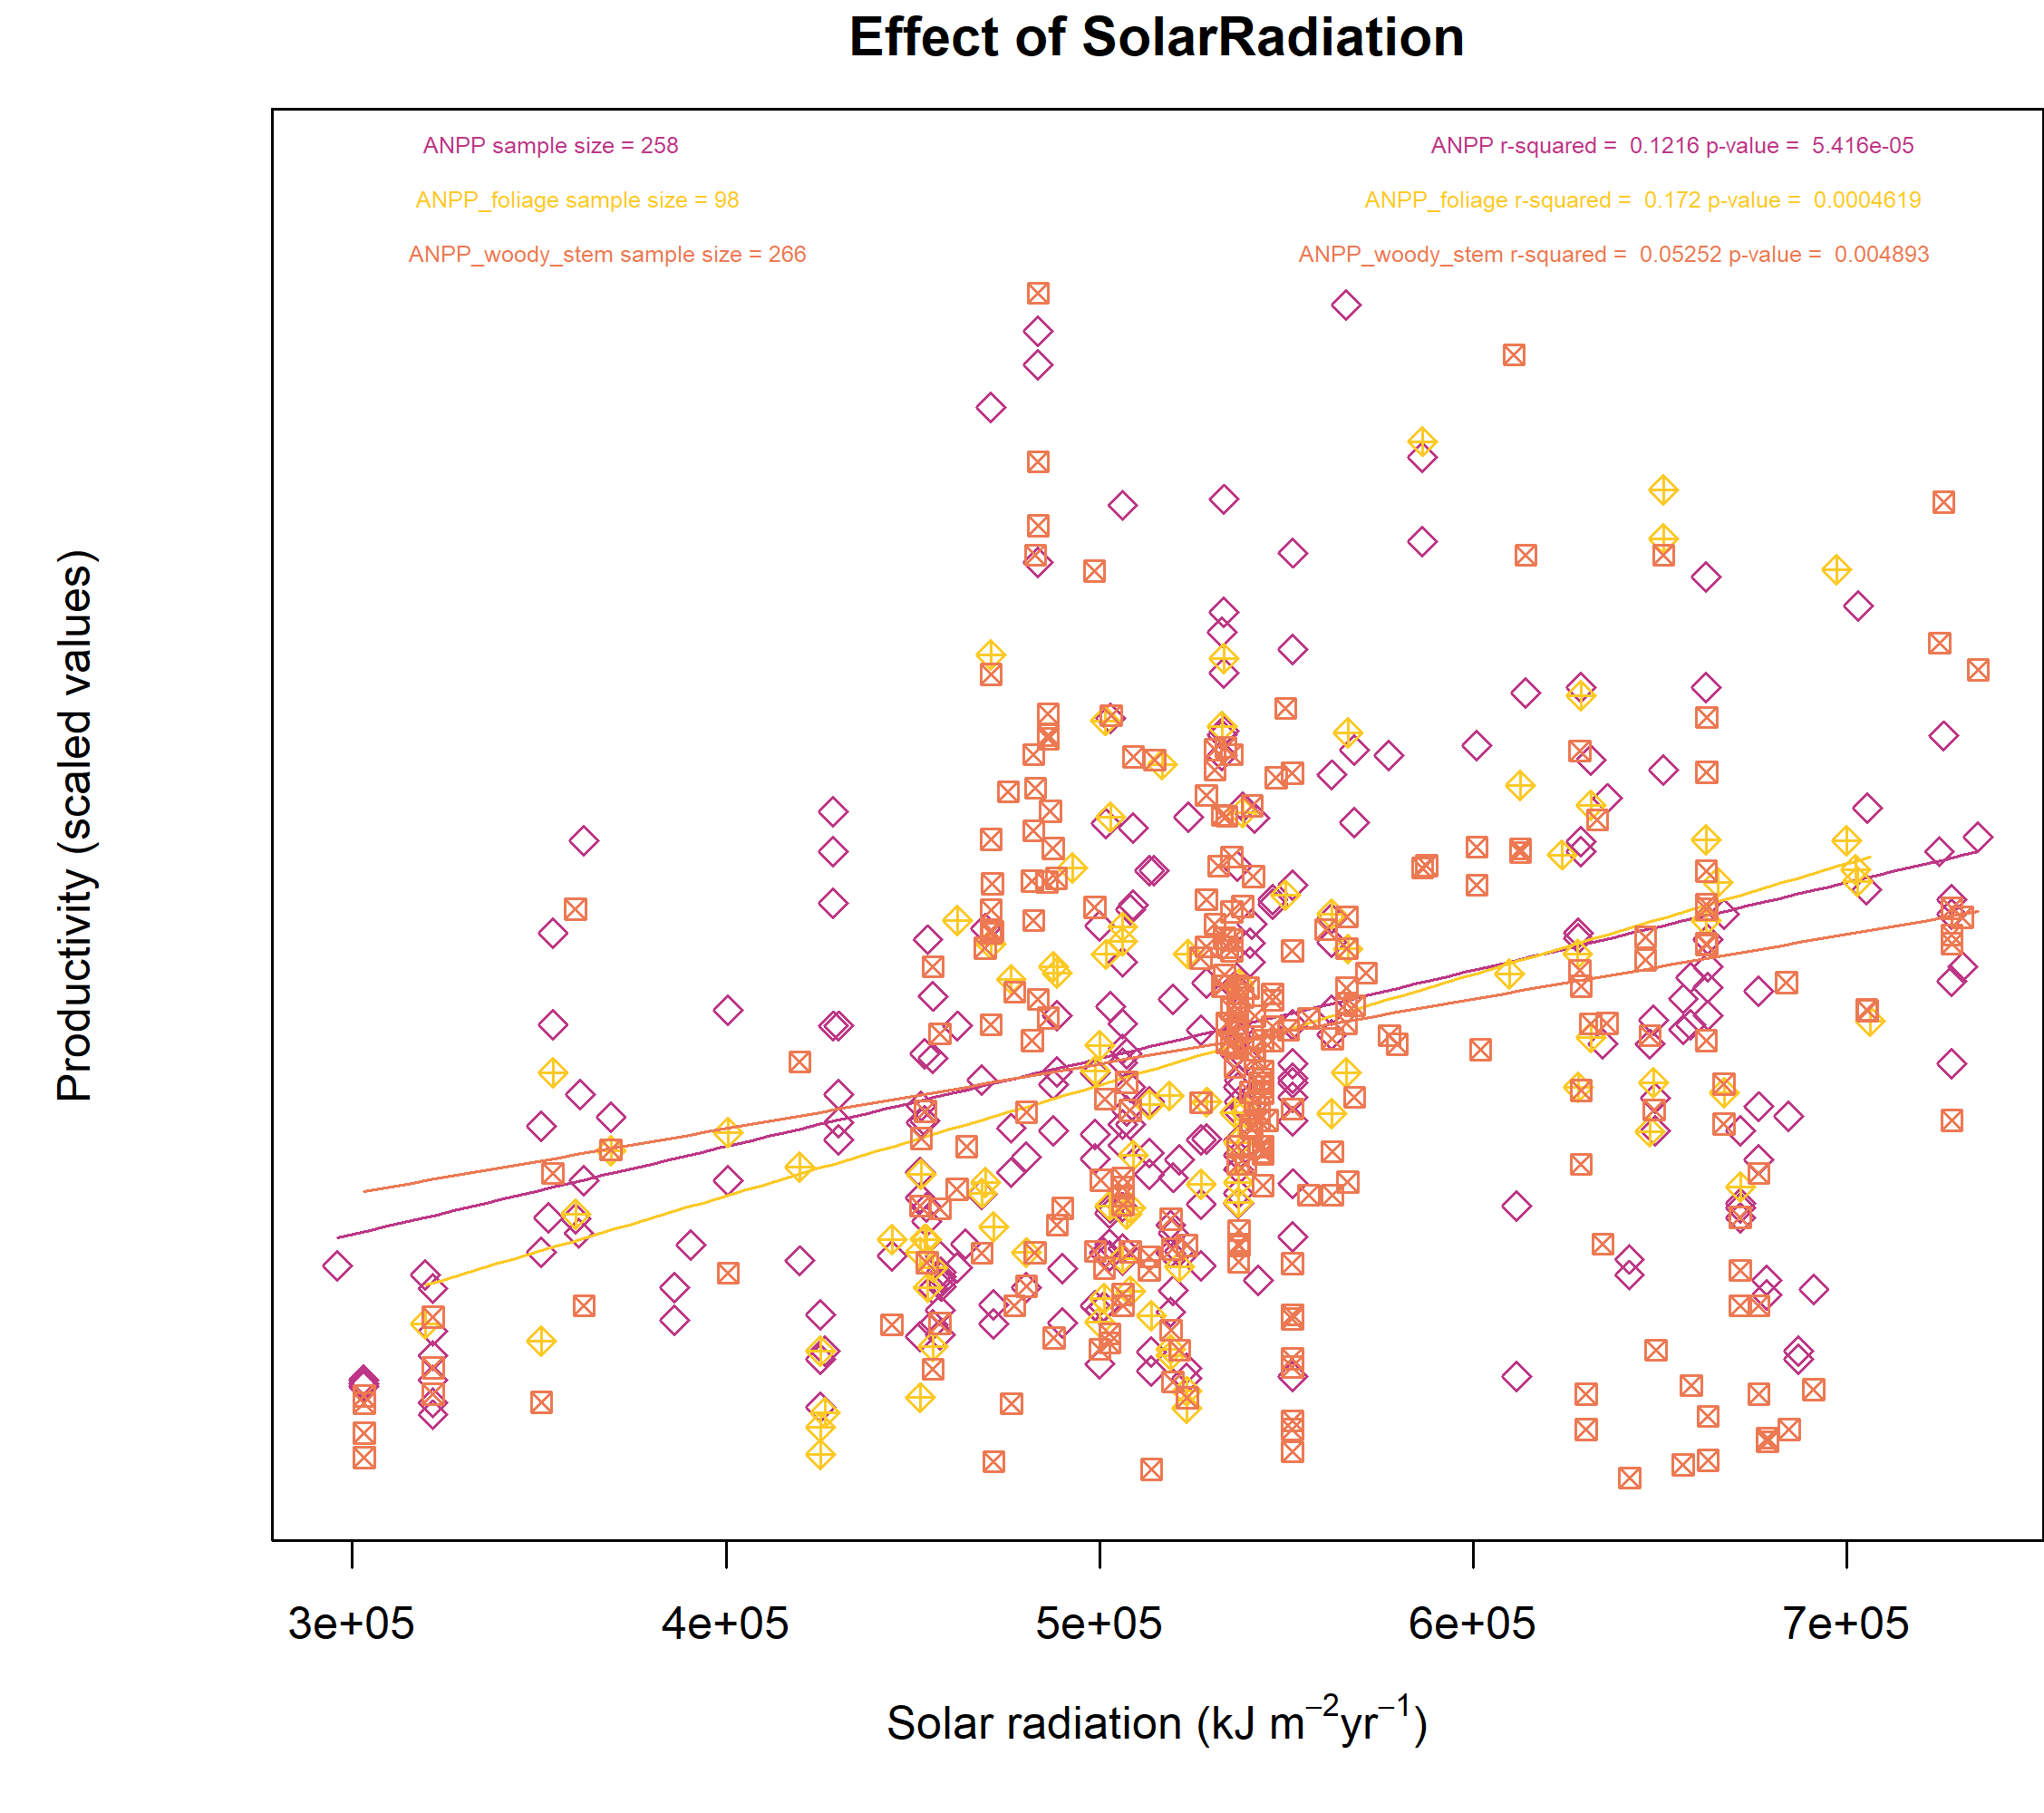 Effect of SolarRadiation
ANPP sample size = 258
ANPP r-squared =  0.1216 p-value =  5.416e-05
ANPP_foliage sample size = 98
ANPP_foliage r-squared =  0.172 p-value =  0.0004619
ANPP_woody_stem sample size = 266
ANPP_woody_stem r-squared =  0.05252 p-value =  0.004893
Productivity (scaled values)
3e+05 4e+05 5e+05 6e+05 7e+05
Solar radiation (kJ m⁻²yr⁻¹)